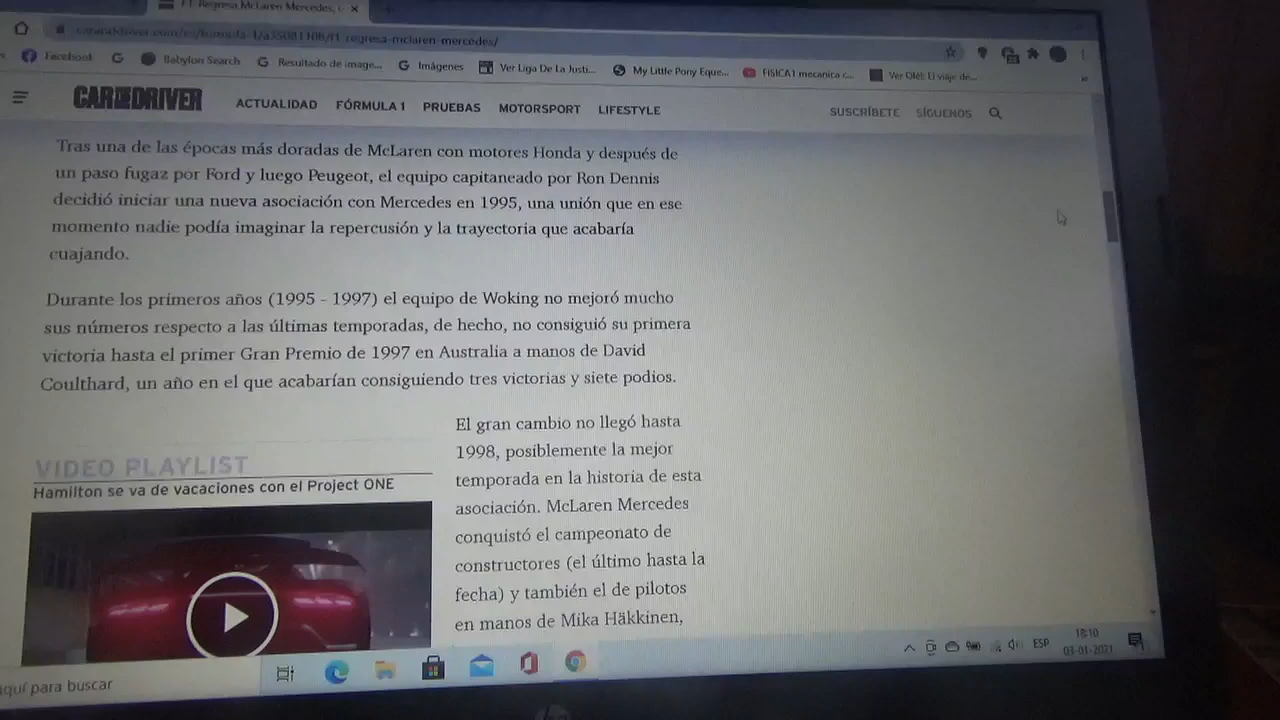 F1 Regresa McLaren Mercedes,
caranddriver.com/es/formula-1/a35081106/f1-regresa-mclaren-mercedes/
Facebook
Babylon Search
Resultado de image...
Imágenes
Ver Liga De La Justi...
My Little Pony Eque...
FISICA1 mecanica c...
Ver Olé!: El viaje de...
CAR AND DRIVER
ACTUALIDAD
FÓRMULA 1
PRUEBAS
MOTORSPORT
LIFESTYLE
SUSCRÍBETE
SÍGUENOS
Tras una de las épocas más doradas de McLaren con motores Honda y después de
un paso fugaz por Ford y luego Peugeot, el equipo capitaneado por Ron Dennis
decidió iniciar una nueva asociación con Mercedes en 1995, una unión que en ese
momento nadie podía imaginar la repercusión y la trayectoria que acabaría
cuajando.
Durante los primeros años (1995 - 1997) el equipo de Woking no mejoró mucho
sus números respecto a las últimas temporadas, de hecho, no consiguió su primera
victoria hasta el primer Gran Premio de 1997 en Australia a manos de David
Coulthard, un año en el que acabarían consiguiendo tres victorias y siete podios.
VIDEO PLAYLIST
Hamilton se va de vacaciones con el Project ONE
El gran cambio no llegó hasta
1998, posiblemente la mejor
temporada en la historia de esta
asociación. McLaren Mercedes
conquistó el campeonato de
constructores (el último hasta la
fecha) y también el de pilotos
en manos de Mika Häkkinen,
aquí para buscar
ESP
18:10
03-01-2021
hp